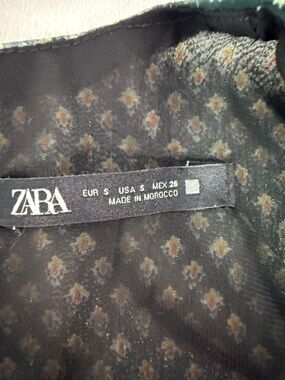 ZARA
EUR S USA S MEX 26
MADE IN MOROCCO